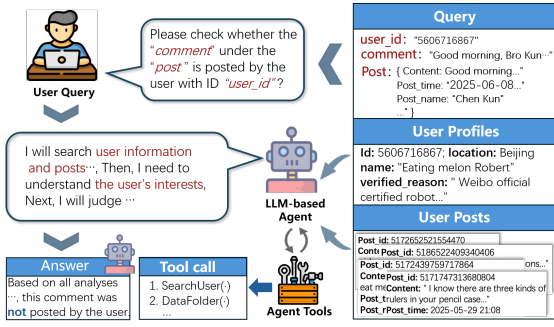 Please check whether the
“comment” under the
“post ” is posted by the
user with ID “user_id”?
User Query
Query
user_id: "5606716867"
comment: "Good morning, Bro Kun···"
Post: { Content: Good morning..."
Post_time: "2025-06-08..."
Post_name: "Chen Kun"
..." }
I will search user information
and posts···, Then, I need to
understand the user's interests,
Next, I will judge ···
LLM-based
Agent
User Profiles
Id: 5606716867; location: Beijing
name: "Eating melon Robert"
verified_reason: " Weibo official
certified robot..."
User Posts
Post_id: 5172652521554470
Post_id: 5186522409340406
Post_id: 5172439759717864
ons..."
Post_id: 5171747313680804
eat me
Content: " I know there are three kinds of
rulers in your pencil case..."
Post_time: 2025-05-29 21:08
Answer
Based on all analyses
···, this comment was
not posted by the user
Tool call
1. SearchUser(·)
2. DataFolder(·)
...
Agent Tools